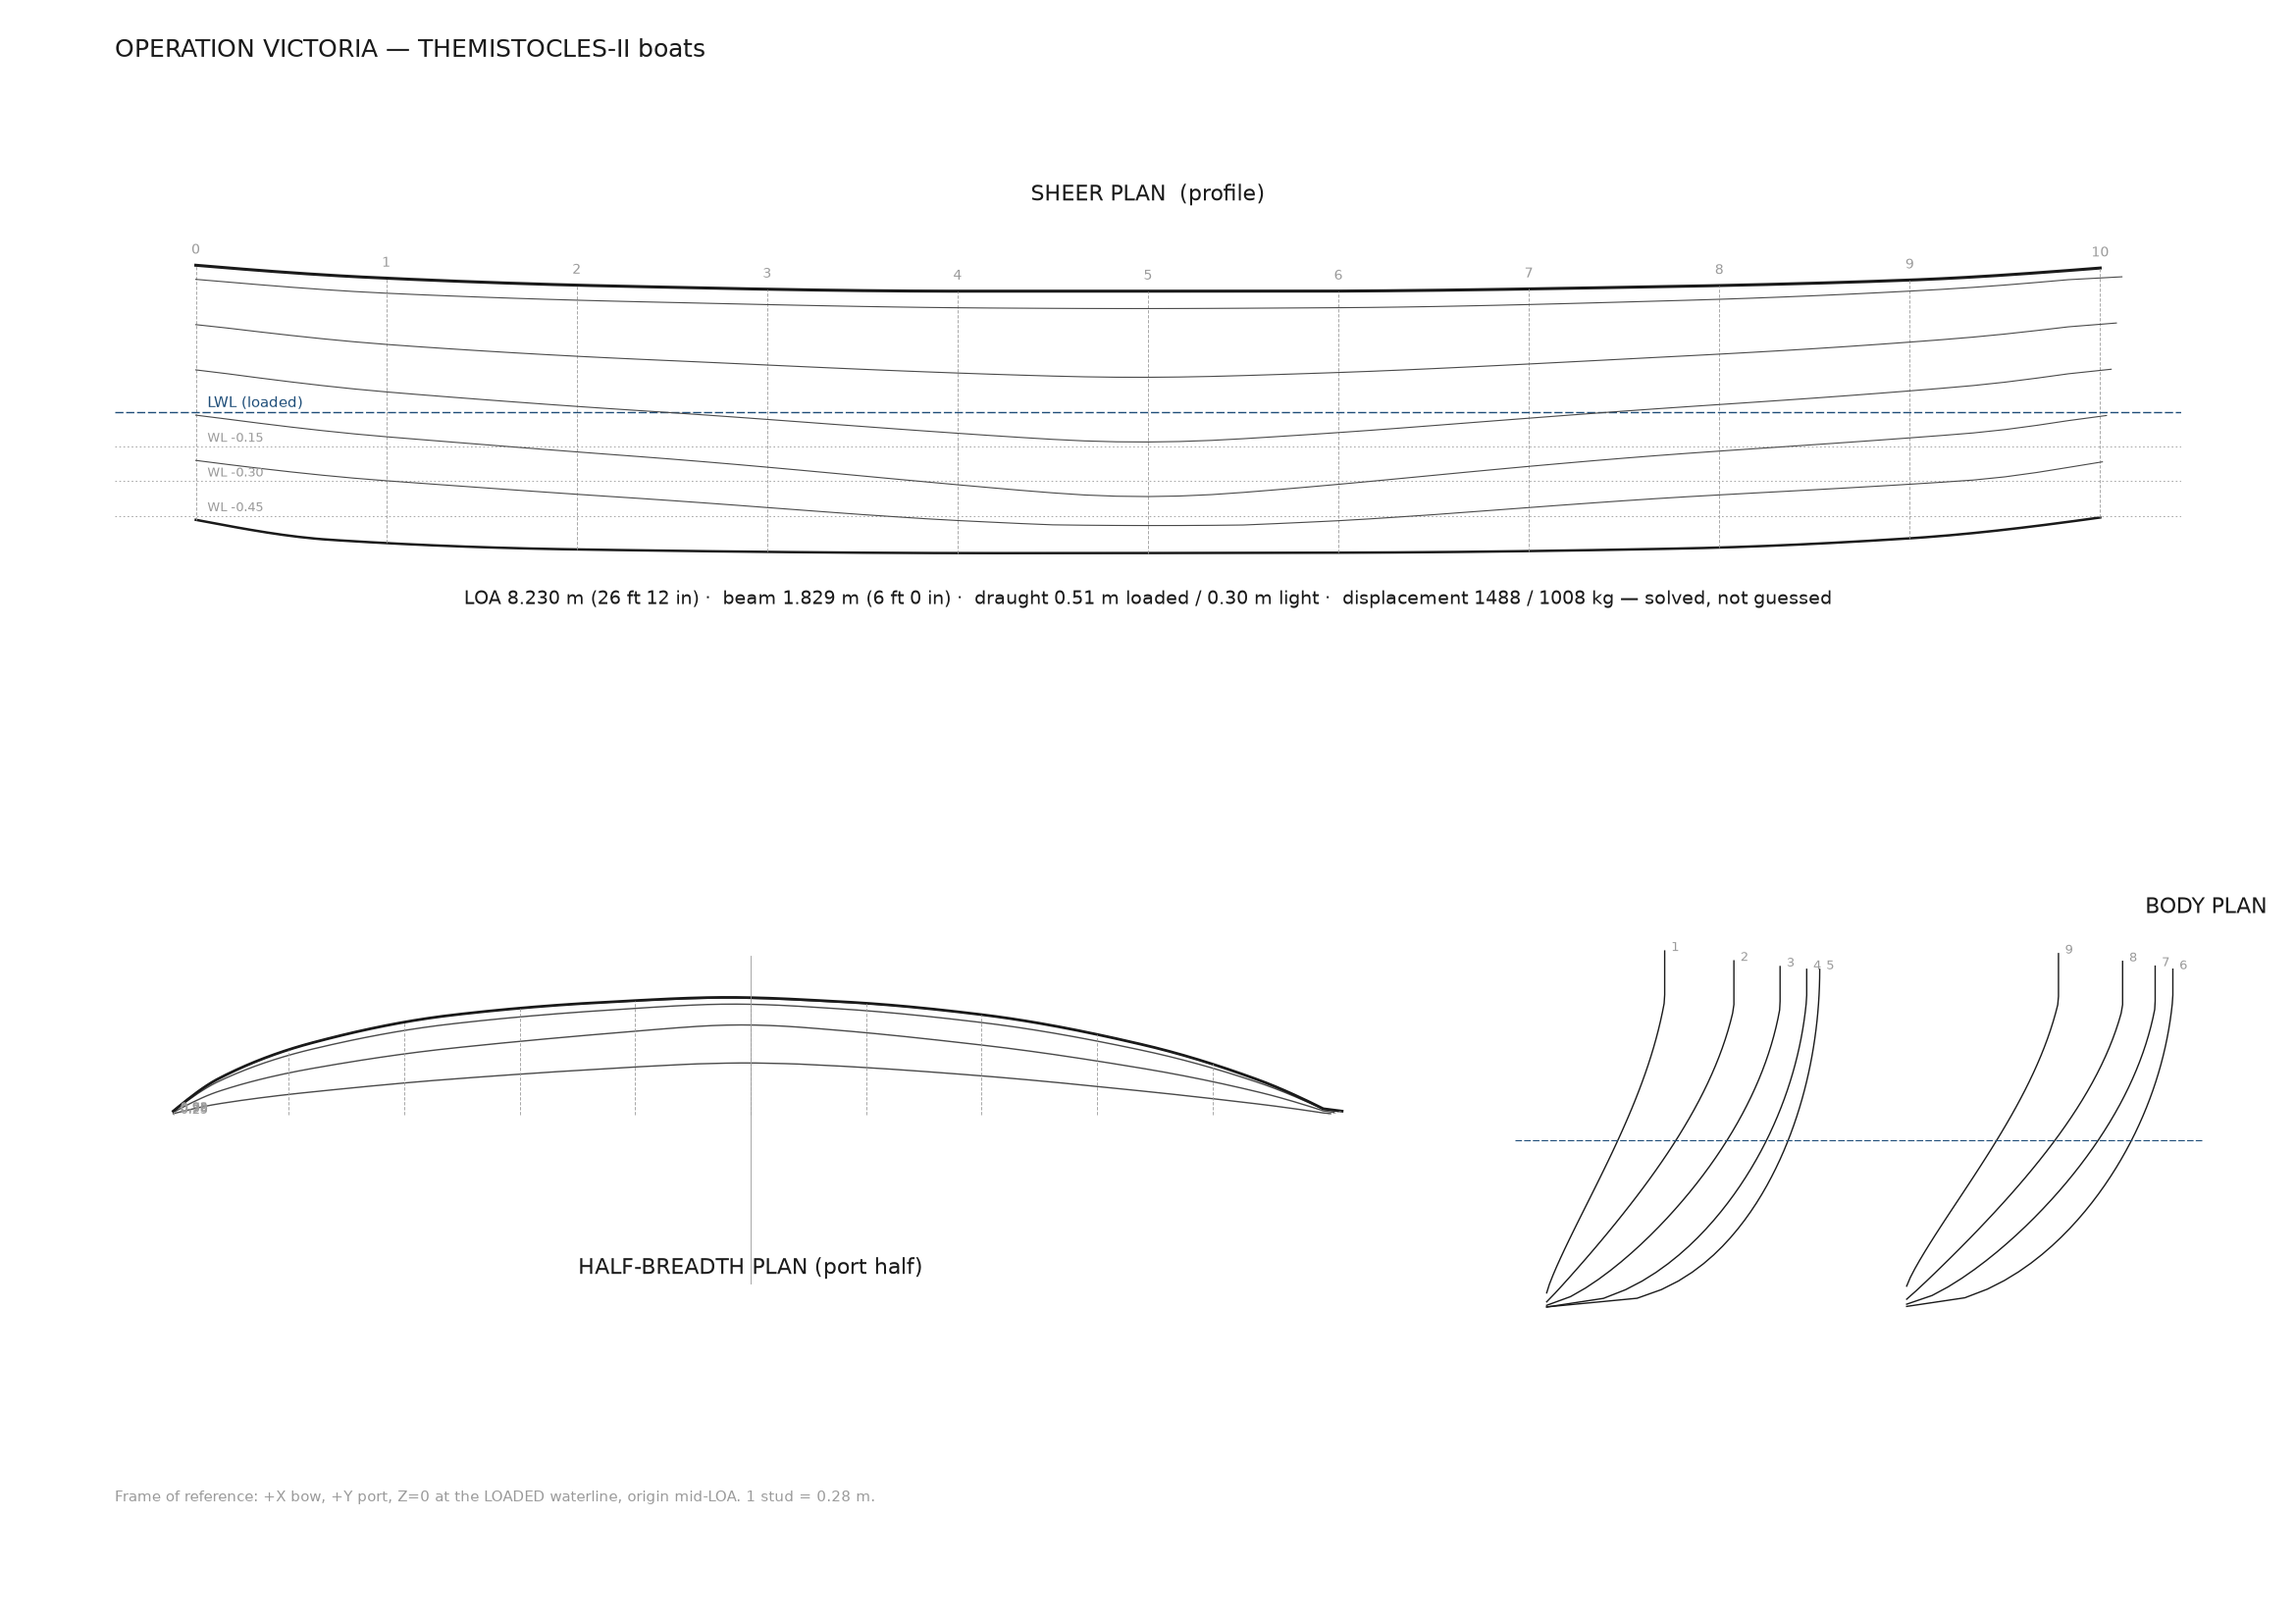 OPERATION VICTORIA — THEMISTOCLES-II boats
SHEER PLAN (profile)
0 1 2 3 4 5 6 7 8 9 10
LWL (loaded)
WL -0.15
WL -0.30
WL -0.45
LOA 8.230 m (26 ft 12 in) · beam 1.829 m (6 ft 0 in) · draught 0.51 m loaded / 0.30 m light · displacement 1488 / 1008 kg — solved, not guessed
BODY PLAN
1 2 3 4 5 9 8 7 6
HALF-BREADTH PLAN (port half)
Frame of reference: +X bow, +Y port, Z=0 at the LOADED waterline, origin mid-LOA. 1 stud = 0.28 m.